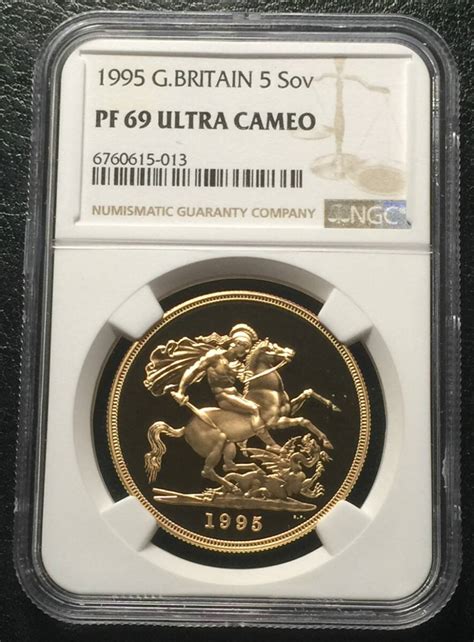 1995 G.BRITAIN 5 Sov
PF 69 ULTRA CAMEO
6760615-013
NUMISMATIC GUARANTY COMPANY
NGC
1995